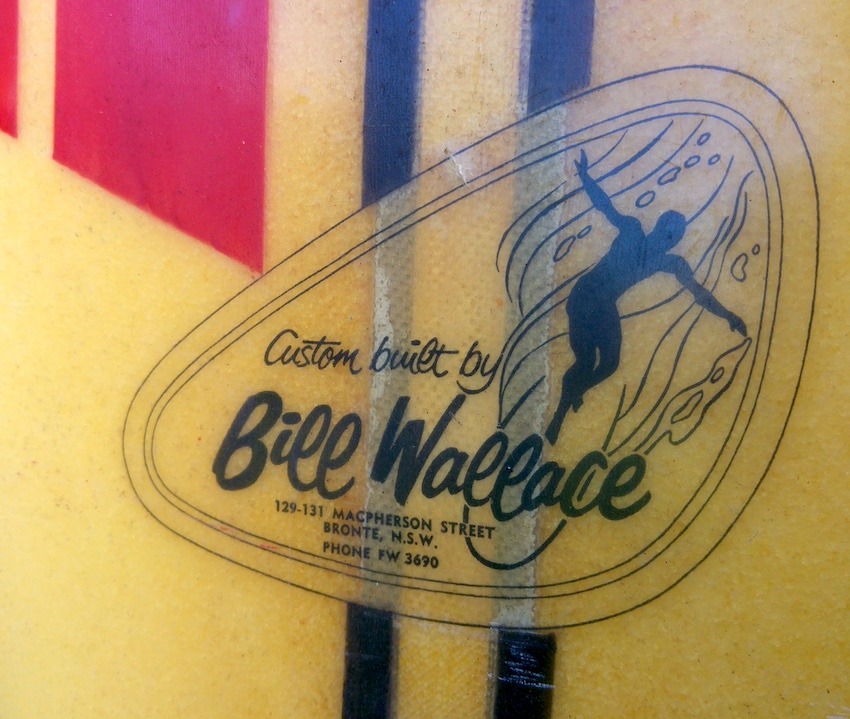 Custom built by
Bill Wallace
129-131 MACPHERSON STREET
BRONTE, N.S.W.
PHONE FW 3690